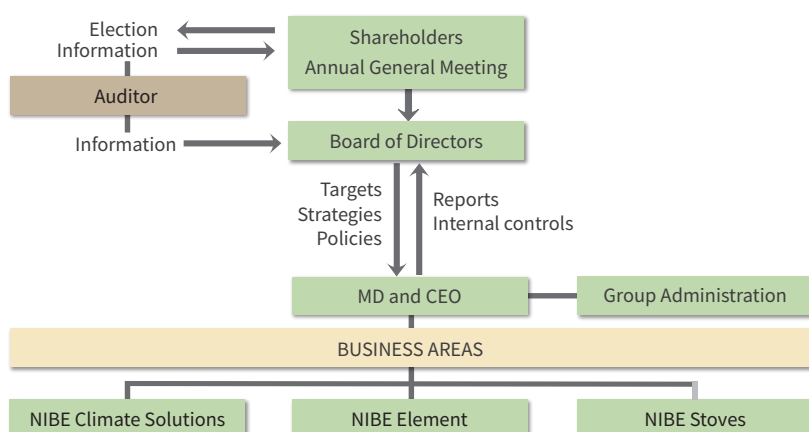 Election
Information
Shareholders
Annual General Meeting
Auditor
Information
Board of Directors
Targets
Strategies
Policies
Reports
Internal controls
MD and CEO
Group Administration
BUSINESS AREAS
NIBE Climate Solutions
NIBE Element
NIBE Stoves